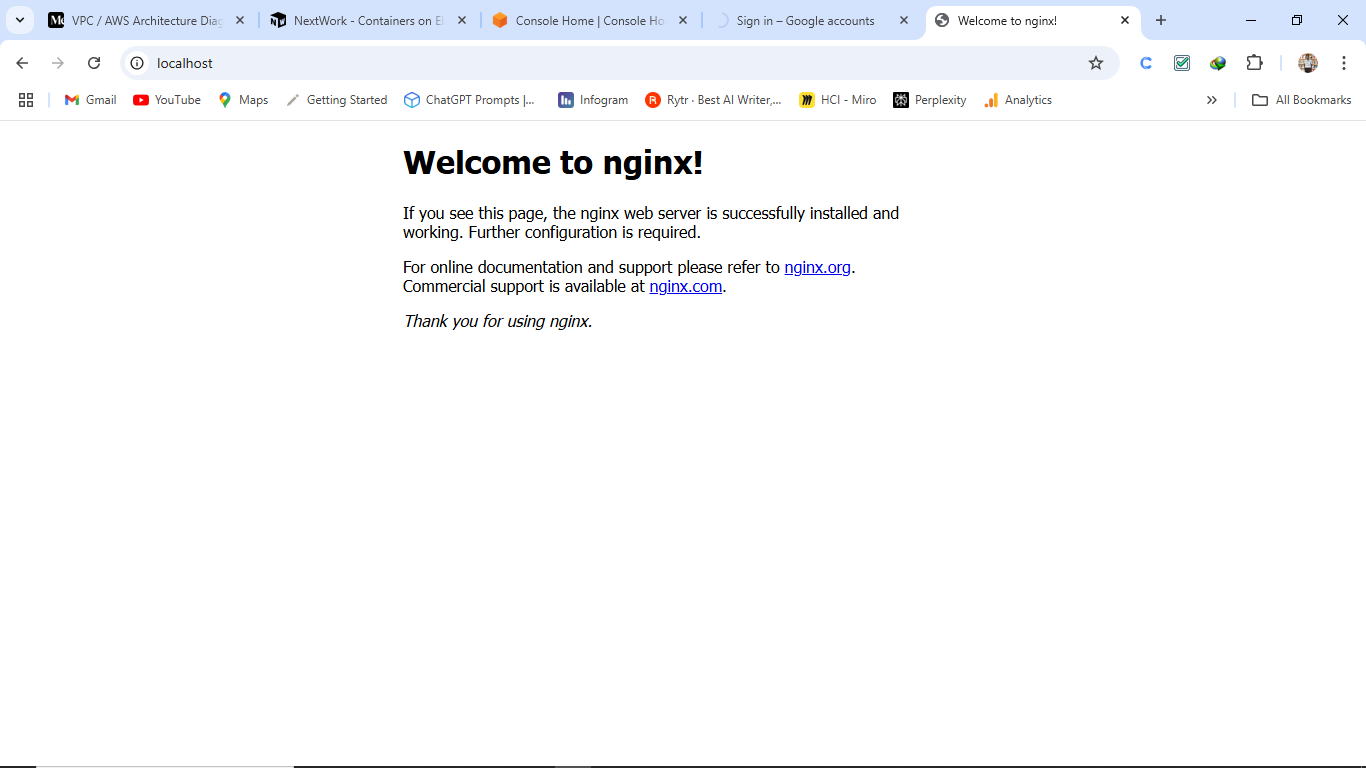 VPC / AWS Architecture Diag
NextWork - Containers on El
Console Home | Console Ho
Sign in – Google accounts
Welcome to nginx!
localhost
Gmail
YouTube
Maps
Getting Started
ChatGPT Prompts |...
Infogram
Rytr · Best AI Writer,...
HCI - Miro
Perplexity
Analytics
All Bookmarks
Welcome to nginx!
If you see this page, the nginx web server is successfully installed and
working. Further configuration is required.
For online documentation and support please refer to nginx.org.
Commercial support is available at nginx.com.
Thank you for using nginx.